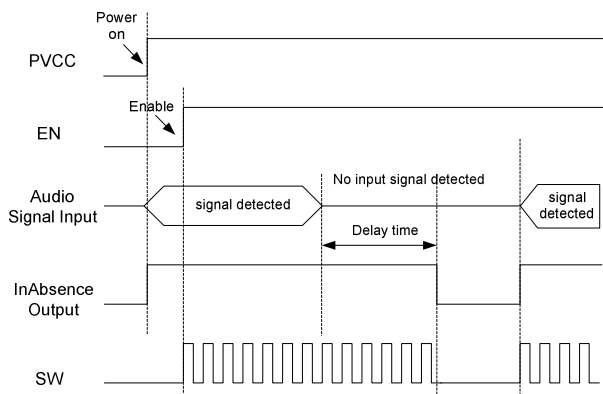 Power
on
PVCC
Enable
EN
No input signal detected
Audio
Signal Input
signal detected
signal
detected
Delay time
InAbsence
Output
SW